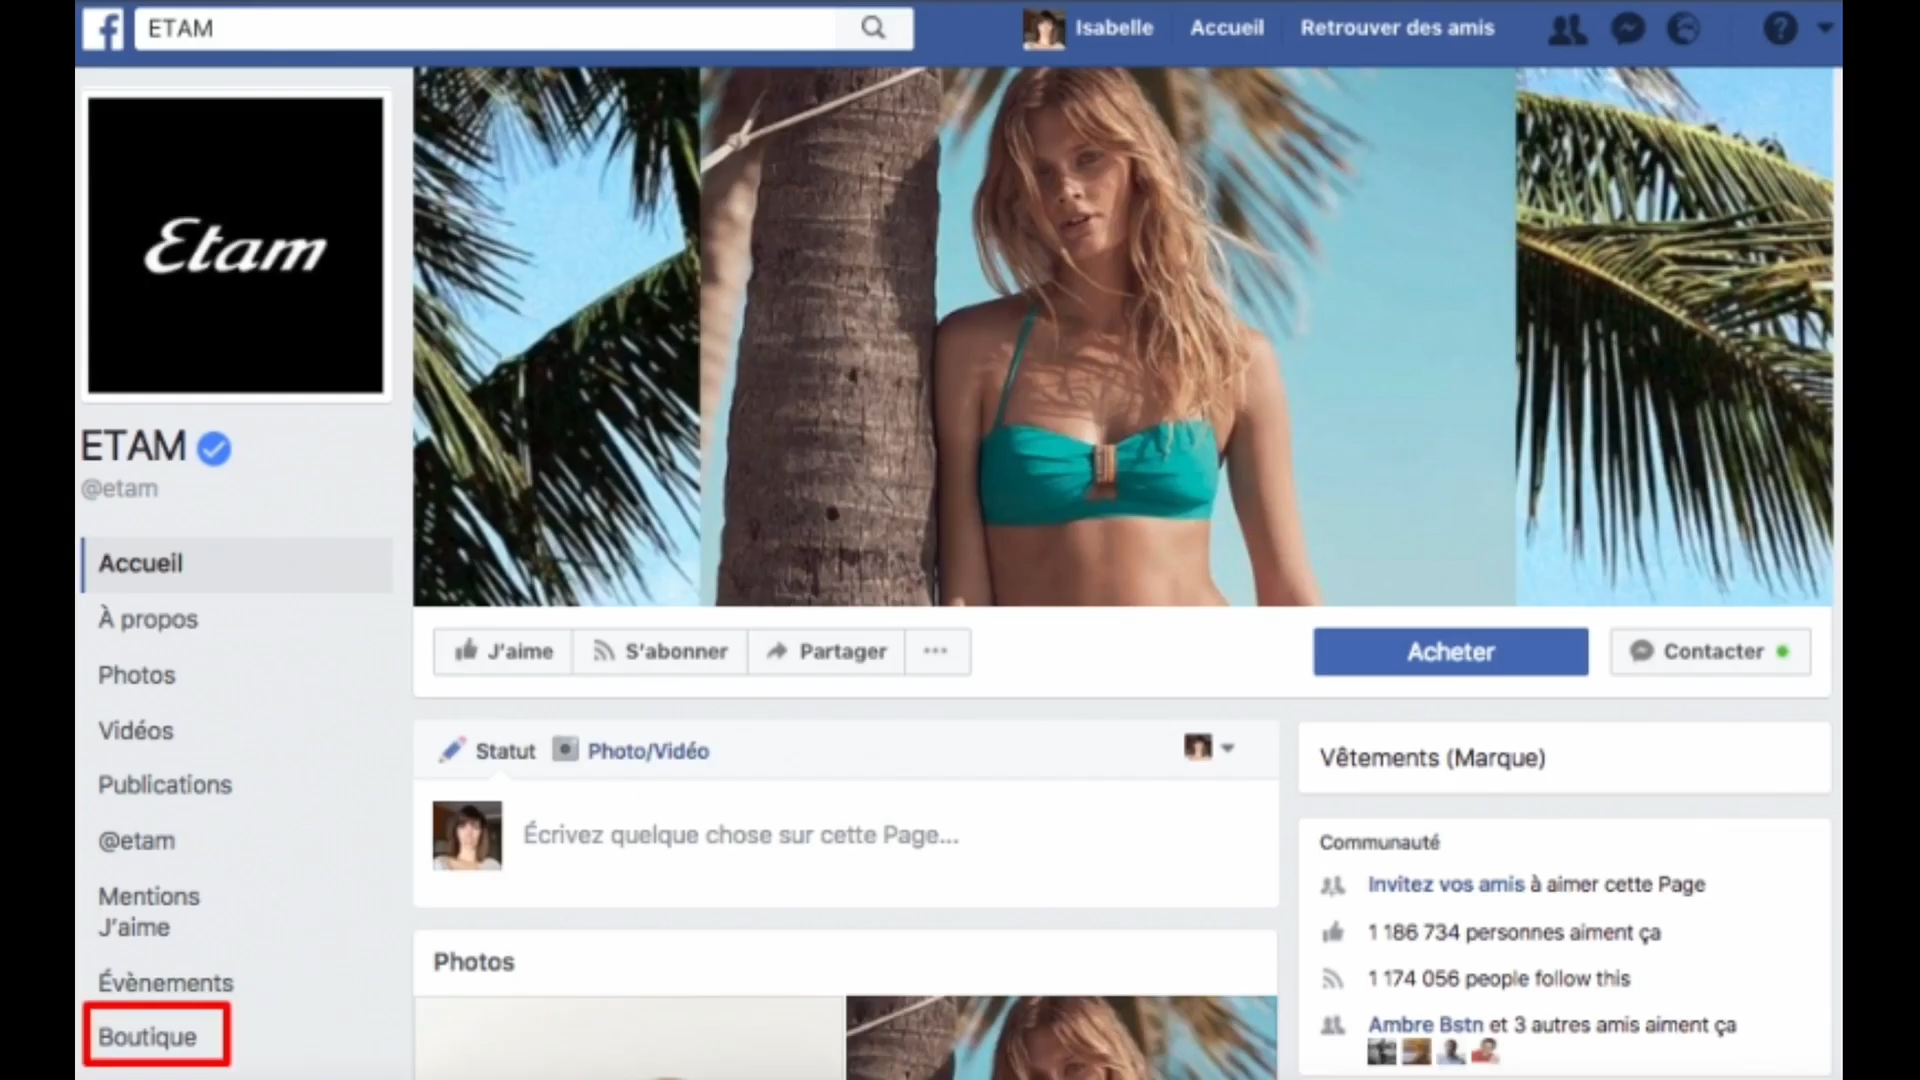 ETAM
Isabelle
Accueil
Retrouver des amis
Etam
ETAM
@etam
Accueil
À propos
Photos
Vidéos
Publications
@etam
Mentions
J'aime
Évènements
Boutique
J'aime
S'abonner
Partager
Acheter
Contacter
Statut
Photo/Vidéo
Écrivez quelque chose sur cette Page...
Photos
Vêtements (Marque)
Communauté
Invitez vos amis à aimer cette Page
1 186 734 personnes aiment ça
1 174 056 people follow this
Ambre Bstn et 3 autres amis aiment ça